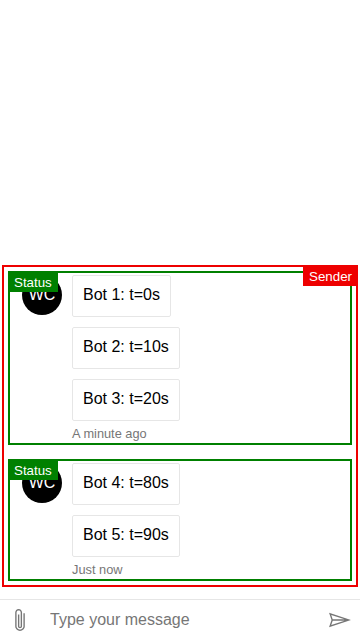 Sender
Status
WC
Bot 1: t=0s
Bot 2: t=10s
Bot 3: t=20s
A minute ago
Status
WC
Bot 4: t=80s
Bot 5: t=90s
Just now
Type your message